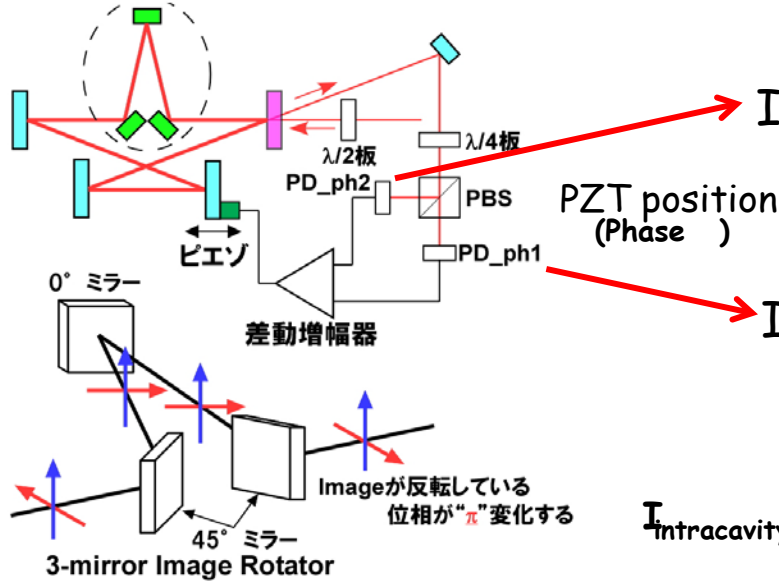 I
λ/2板
λ/4板
PD_ph2
PBS
PZT position
(Phase )
PD_ph1
ピエゾ
I
差動増幅器
0° ミラー
Imageが反転している
位相が“π”変化する
45° ミラー
3-mirror Image Rotator
Iintracavity